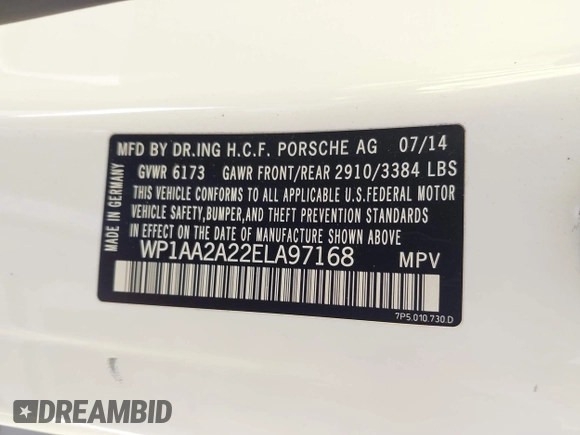 MFD BY DR.ING H.C.F. PORSCHE AG 07/14
GVWR 6173 GAWR FRONT/REAR 2910/3384 LBS
THIS VEHICLE CONFORMS TO ALL APPLICABLE U.S.FEDERAL MOTOR
VEHICLE SAFETY,BUMPER,AND THEFT PREVENTION STANDARDS
IN EFFECT ON THE DATE OF MANUFACTURE SHOWN ABOVE.
WP1AA2A22ELA97168 MPV
MADE IN GERMANY
7P5.010.730.D
DREAMBID